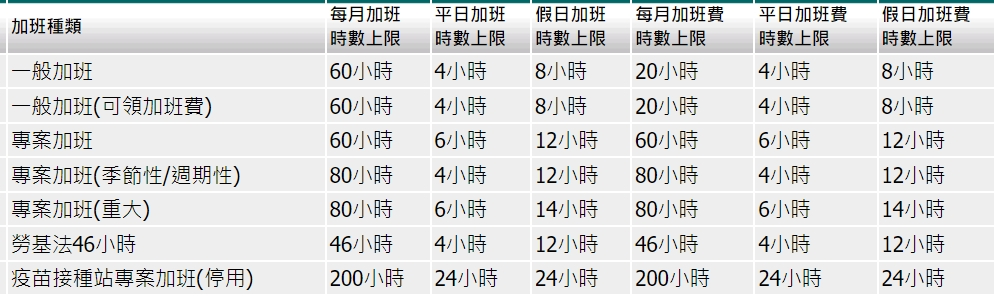 加班種類 每月加班時數上限 平日加班時數上限 假日加班時數上限 每月加班費時數上限 平日加班費時數上限 假日加班費時數上限
一般加班 60小時 4小時 8小時 20小時 4小時 8小時
一般加班(可領加班費) 60小時 4小時 8小時 20小時 4小時 8小時
專案加班 60小時 6小時 12小時 60小時 6小時 12小時
專案加班(季節性/週期性) 80小時 4小時 12小時 80小時 4小時 12小時
專案加班(重大) 80小時 6小時 14小時 80小時 6小時 14小時
勞基法46小時 46小時 4小時 12小時 46小時 4小時 12小時
疫苗接種站專案加班(停用) 200小時 24小時 24小時 200小時 24小時 24小時